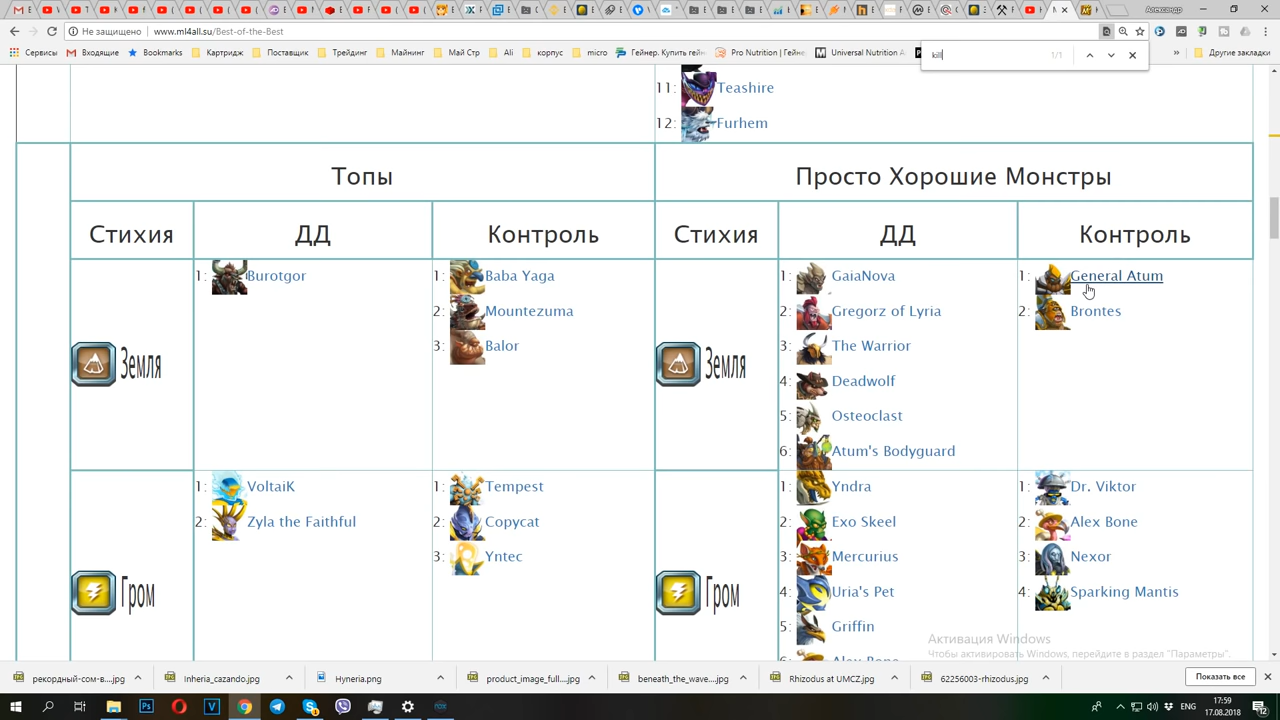 Александр
Не защищено
www.ml4all.su/Best-of-the-Best
Сервисы
Входящие
Bookmarks
Картридж
Поставщик
Трейдинг
Майнинг
Май Стр
Ali
корпус
micro
Гейнер. Купить гейн
Pro Nutrition | Гейне
Universal Nutrition A
Другие закладки
kill
1/1
11: Teashire
12: Furhem
Топы
Просто Хорошие Монстры
Стихия
ДД
Контроль
Стихия
ДД
Контроль
Земля
1: Burotgor
1: Baba Yaga
2: Mountezuma
3: Balor
Земля
1: GaiaNova
2: Gregorz of Lyria
3: The Warrior
4: Deadwolf
5: Osteoclast
6: Atum's Bodyguard
1: General Atum
2: Brontes
Гром
1: VoltaiK
2: Zyla the Faithful
1: Tempest
2: Copycat
3: Yntec
Гром
1: Yndra
2: Exo Skeel
3: Mercurius
4: Uria's Pet
5: Griffin
6: Alex Bone
1: Dr. Viktor
2: Alex Bone
3: Nexor
4: Sparking Mantis
Активация Windows
Чтобы активировать Windows, перейдите в раздел "Параметры".
рекордный-сом-в....jpg
Inheria_cazando.jpg
Hyneria.png
product_image_full....jpg
beneath_the_wave....jpg
Rhizodus at UMCZ.jpg
62256003-rhizodus.jpg
Показать все
17:59
17.08.2018
12